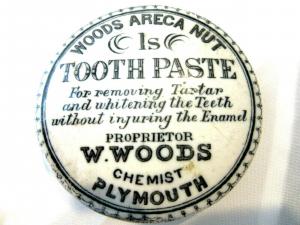 WOODS ARECA NUT
1s
TOOTH PASTE
For removing Tartar
and whitening the Teeth
without injuring the Enamel
PROPRIETOR
W. WOODS
CHEMIST
PLYMOUTH